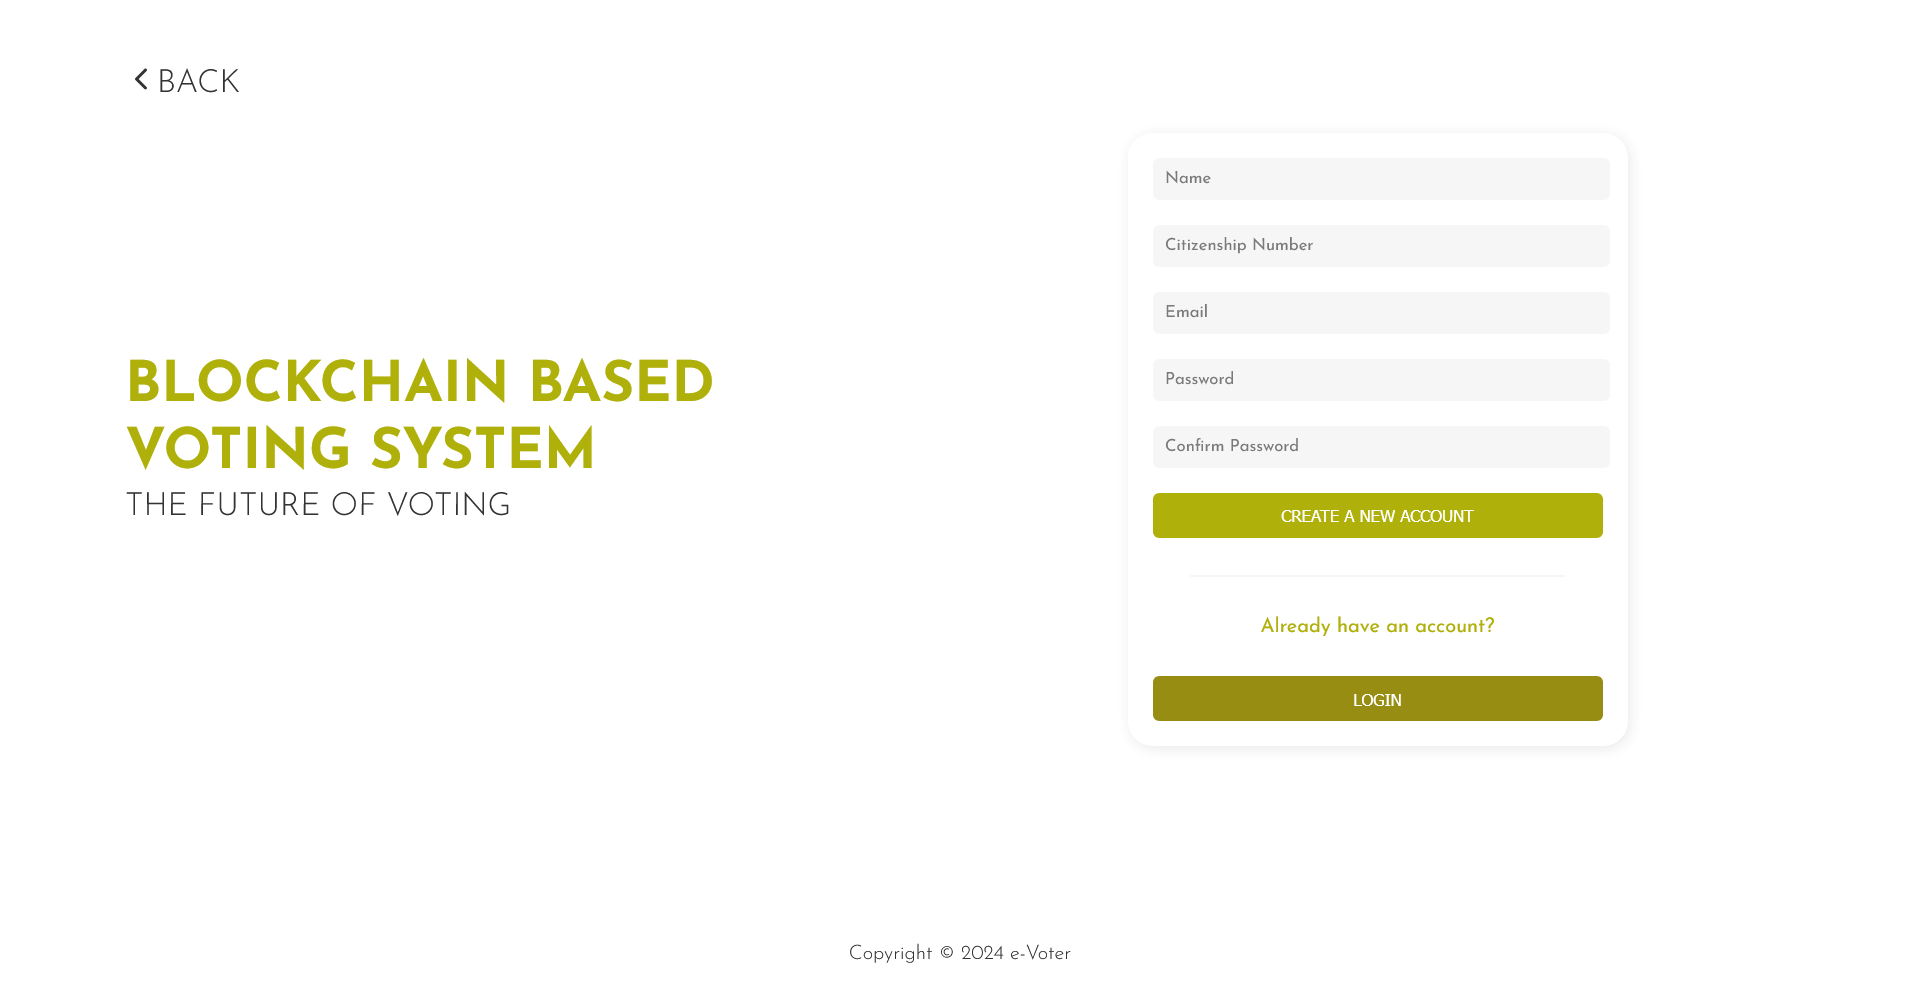 BACK
BLOCKCHAIN BASED
VOTING SYSTEM
THE FUTURE OF VOTING
Name
Citizenship Number
Email
Password
Confirm Password
CREATE A NEW ACCOUNT
Already have an account?
LOGIN
Copyright © 2024 e-Voter